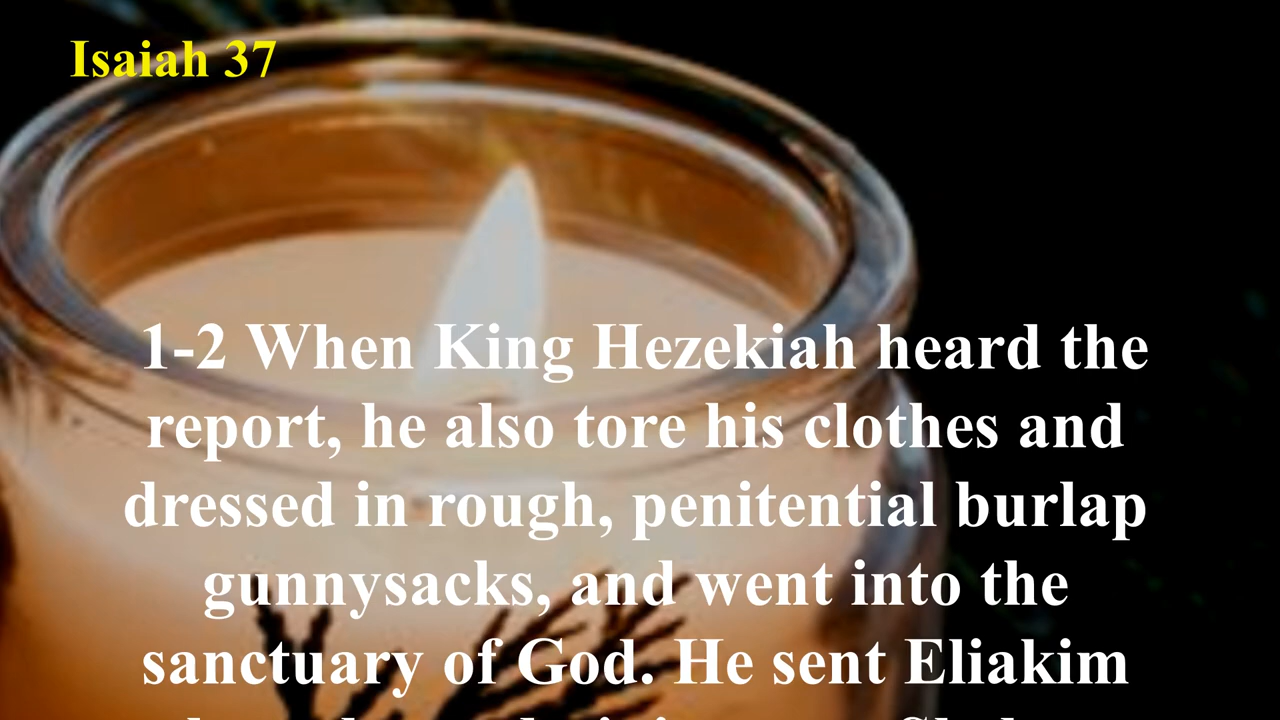 Isaiah 37
1-2 When King Hezekiah heard the
report, he also tore his clothes and
dressed in rough, penitential burlap
gunnysacks, and went into the
sanctuary of God. He sent Eliakim